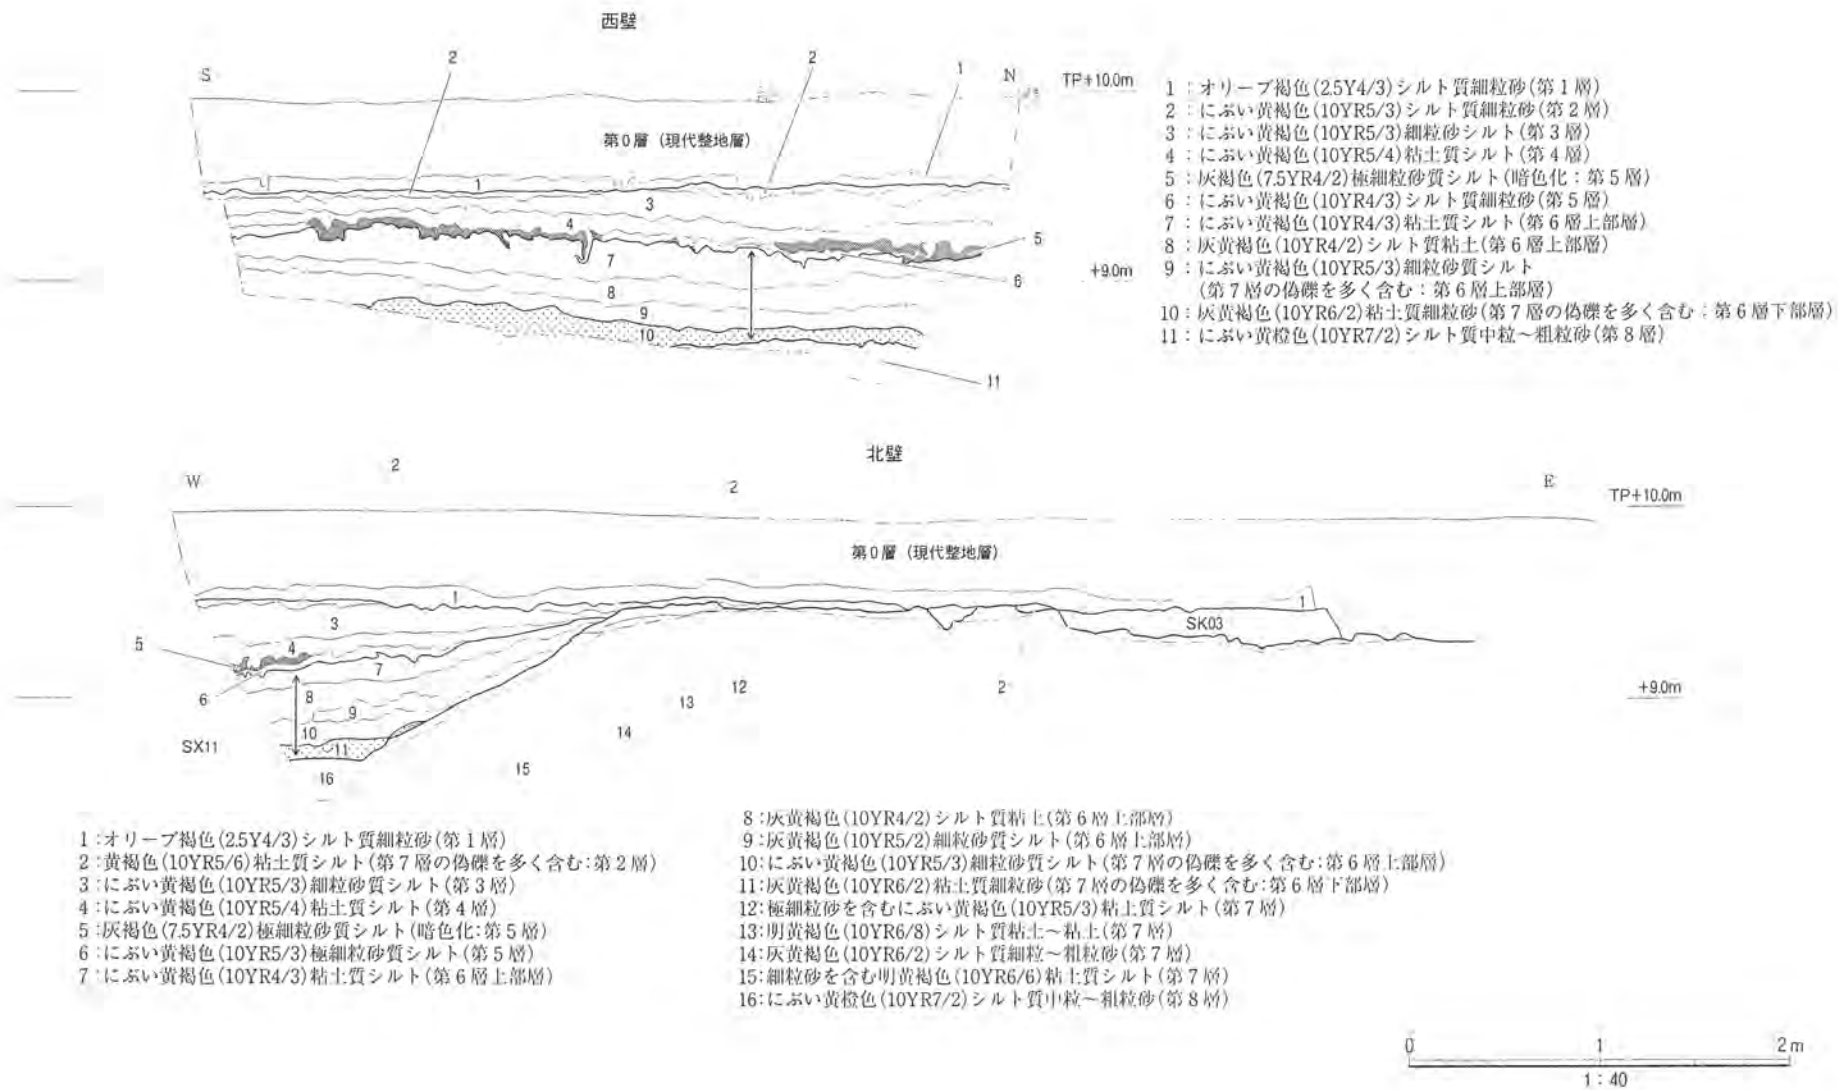 西壁
S
2
2
1
N
TP+10.0m
第0層（現代整地層）
1
3
4
5
7
6
+9.0m
8
9
10
11
1：オリーブ褐色(2.5Y4/3)シルト質細粒砂(第1層)
2：にぶい黄褐色(10YR5/3)シルト質細粒砂(第2層)
3：にぶい黄褐色(10YR5/3)細粒砂シルト(第3層)
4：にぶい黄褐色(10YR5/4)粘土質シルト(第4層)
5：灰褐色(7.5YR4/2)極細粒砂質シルト(暗色化：第5層)
6：にぶい黄褐色(10YR4/3)シルト質細粒砂(第5層)
7：にぶい黄褐色(10YR4/3)粘土質シルト(第6層上部層)
8：灰黄褐色(10YR4/2)シルト質粘土(第6層上部層)
9：にぶい黄褐色(10YR5/3)細粒砂質シルト
(第7層の偽礫を多く含む：第6層上部層)
10：灰黄褐色(10YR6/2)粘土質細粒砂(第7層の偽礫を多く含む：第6層下部層)
11：にぶい黄橙色(10YR7/2)シルト質中粒～粗粒砂(第8層)
北壁
W
2
2
E
TP+10.0m
第0層（現代整地層）
1
1
3
SK03
5
4
7
6
8
12
2
+9.0m
9
13
10
14
SX11
11
15
16
1：オリーブ褐色(2.5Y4/3)シルト質細粒砂(第1層)
2：黄褐色(10YR5/6)粘土質シルト(第7層の偽礫を多く含む：第2層)
3：にぶい黄褐色(10YR5/3)細粒砂質シルト(第3層)
4：にぶい黄褐色(10YR5/4)粘土質シルト(第4層)
5：灰褐色(7.5YR4/2)極細粒砂質シルト(暗色化：第5層)
6：にぶい黄褐色(10YR5/3)極細粒砂質シルト(第5層)
7：にぶい黄褐色(10YR4/3)粘土質シルト(第6層上部層)
8：灰黄褐色(10YR4/2)シルト質粘土(第6層上部層)
9：灰黄褐色(10YR5/2)細粒砂質シルト(第6層上部層)
10：にぶい黄褐色(10YR5/3)細粒砂質シルト(第7層の偽礫を多く含む：第6層上部層)
11：灰黄褐色(10YR6/2)粘土質細粒砂(第7層の偽礫を多く含む：第6層下部層)
12：極細粒砂を含むにぶい黄褐色(10YR5/3)粘土質シルト(第7層)
13：明黄褐色(10YR6/8)シルト質粘土～粘土(第7層)
14：灰黄褐色(10YR6/2)シルト質細粒～粗粒砂(第7層)
15：細粒砂を含む明黄褐色(10YR6/6)粘土質シルト(第7層)
16：にぶい黄橙色(10YR7/2)シルト質中粒～粗粒砂(第8層)
0 1 2m
1：40